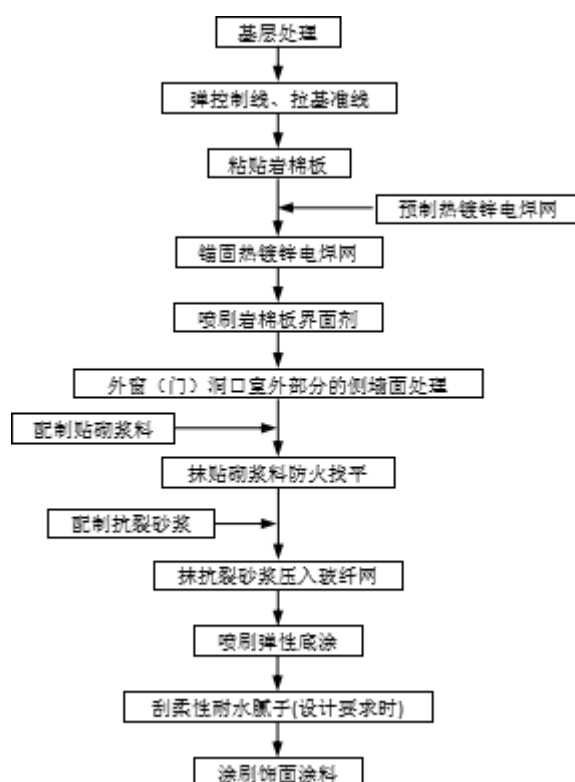 基层处理
弹控制线、拉基准线
粘贴岩棉板
预制热镀锌电焊网
锚固热镀锌电焊网
喷刷岩棉板界面剂
外窗（门）洞口室外部分的侧墙面处理
配制贴砌浆料
抹贴砌浆料防火找平
配制抗裂砂浆
抹抗裂砂浆压入玻纤网
喷刷弹性底涂
刮柔性耐水腻子(设计要求时)
涂刷饰面涂料